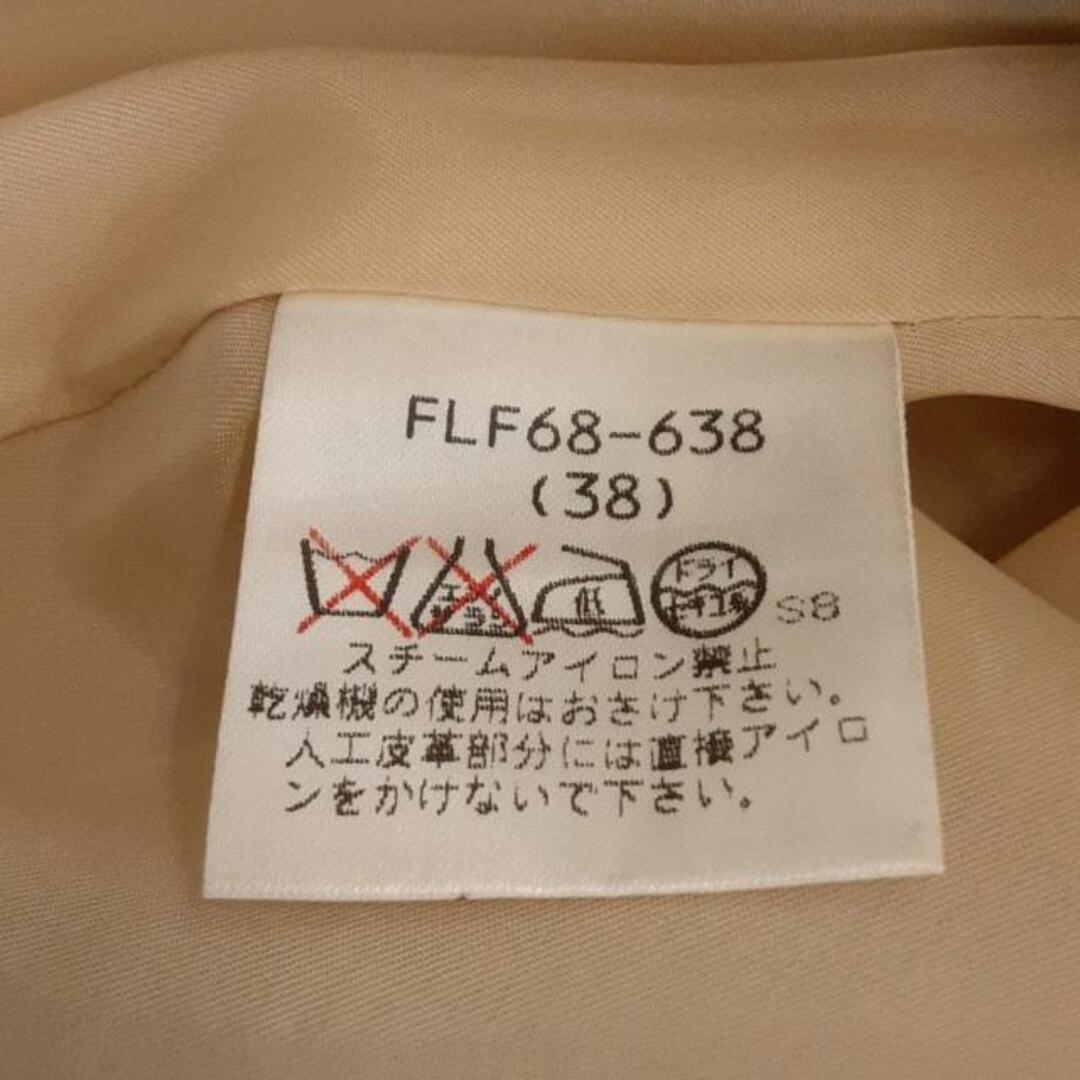 FLF68-638
(38)
低 ドライ S8
スチームアイロン禁止
乾燥機の使用はおさけ下さい。
人工皮革部分には直接アイロ
ンをかけないで下さい。